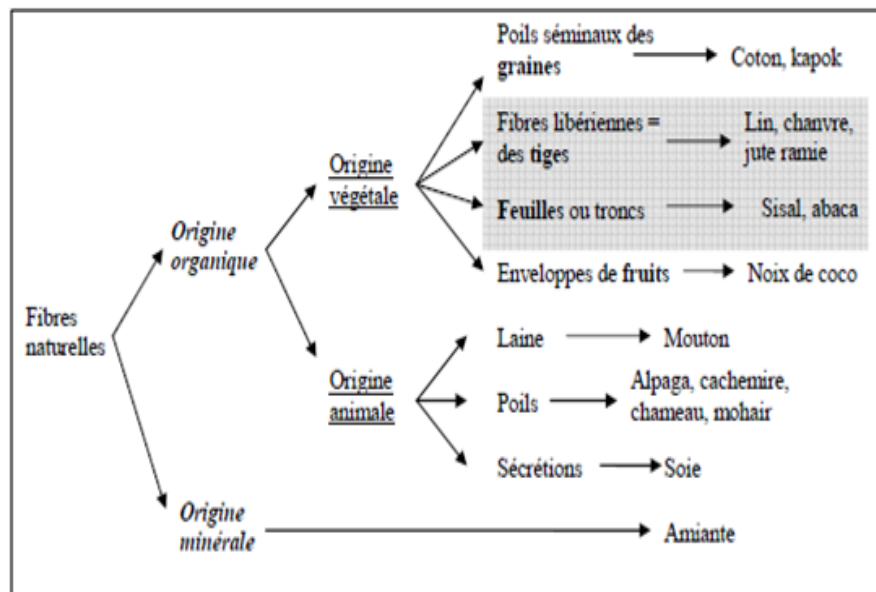 Poils séminaux des
graines
Coton, kapok
Fibres libériennes =
des tiges
Lin, chanvre,
jute ramie
Origine
végétale
Feuilles ou troncs
Sisal, abaca
Origine
organique
Enveloppes de fruits
Noix de coco
Fibres
naturelles
Laine
Mouton
Origine
animale
Poils
Alpaga, cachemire,
chameau, mohair
Sécrétions
Soie
Origine
minérale
Amiante